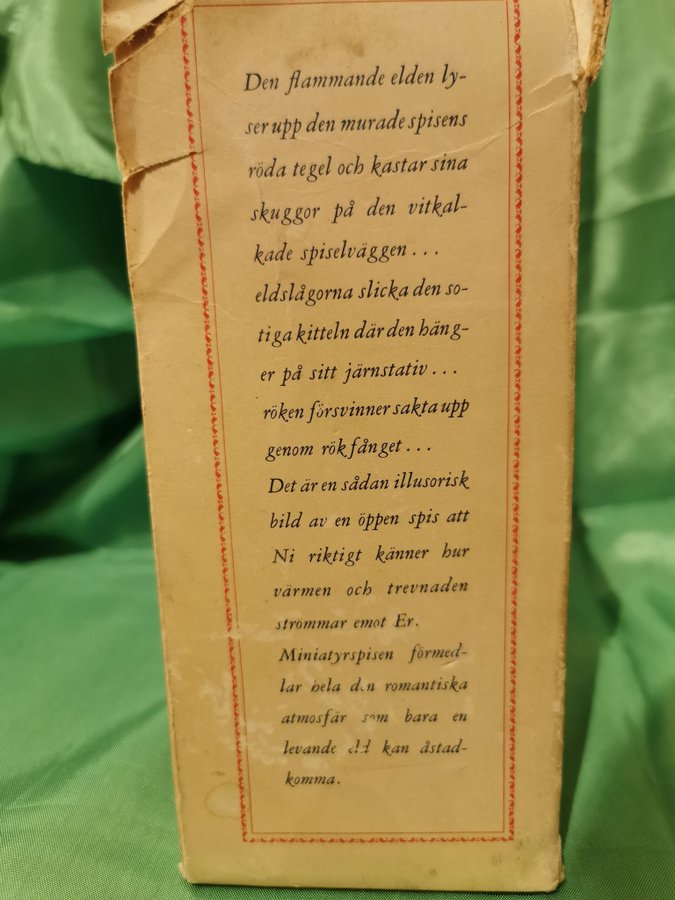 Den flammande elden ly-
ser upp den murade spisens
röda tegel och kastar sina
skuggor på den vitkal-
kade spiselväggen...
eldslågorna slicka den so-
tiga kitteln där den häng-
er på sitt järnstativ...
röken försvinner sakta upp
genom rökfånget...
Det är en sådan illusorisk
bild av en öppen spis att
Ni riktigt känner hur
värmen och trevnaden
strömmar emot Er.
Miniatyrspisen förmed-
lar hela den romantiska
atmosfär som bara en
levande eld kan åstad-
komma.